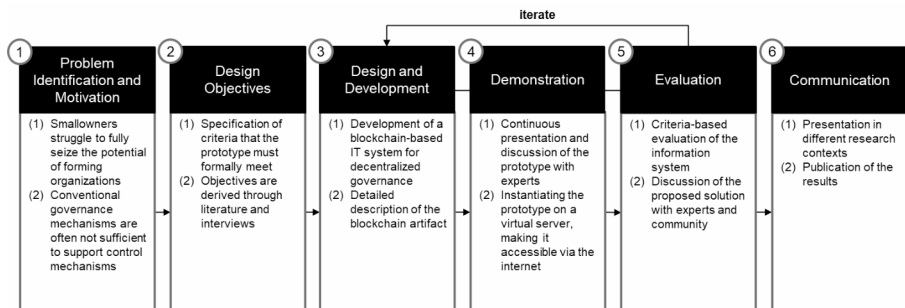 iterate
1
Problem
Identification and
Motivation
(1) Smallowners
struggle to fully
seize the potential
of forming
organizations
(2) Conventional
governance
mechanisms are
often not sufficient
to support control
mechanisms
2
Design
Objectives
(1) Specification of
criteria that the
prototype must
formally meet
(2) Objectives are
derived through
literature and
interviews
3
Design and
Development
(1) Development of a
blockchain-based
IT system for
decentralized
governance
(2) Detailed
description of the
blockchain artifact
4
Demonstration
(1) Continuous
presentation and
discussion of the
prototype with
experts
(2) Instantiating the
prototype on a
virtual server,
making it
accessible via the
internet
5
Evaluation
(1) Criteria-based
evaluation of the
information
system
(2) Discussion of the
proposed solution
with experts and
community
6
Communication
(1) Presentation in
different research
contexts
(2) Publication of the
results